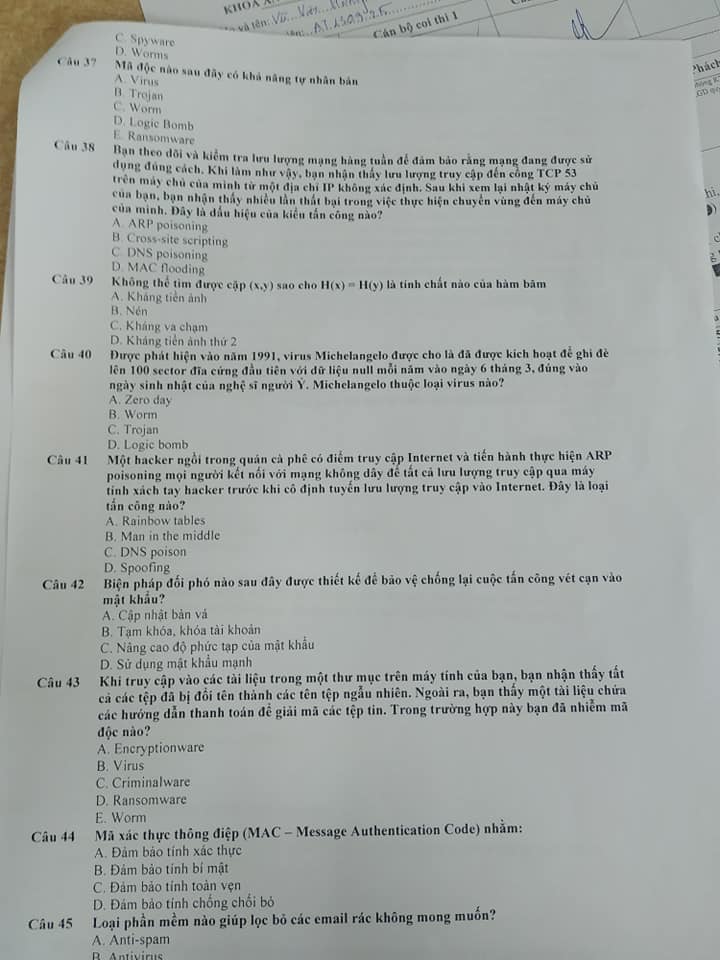 KHOA
và tên:
Cán bộ coi thi 1
Phách
C. Spyware
D. Worms
Câu 37 Mã độc nào sau đây có khả năng tự nhân bản
A. Virus
B. Trojan
C. Worm
D. Logic Bomb
E. Ransomware
Câu 38 Bạn theo dõi và kiểm tra lưu lượng mạng hàng tuần để đảm bảo rằng mạng đang được sử
dụng đúng cách. Khi làm như vậy, bạn nhận thấy lưu lượng truy cập đến cổng TCP 53
trên máy chủ của mình từ một địa chỉ IP không xác định. Sau khi xem lại nhật ký máy chủ
của bạn, bạn nhận thấy nhiều lần thất bại trong việc thực hiện chuyển vùng đến máy chủ
của mình. Đây là dấu hiệu của kiểu tấn công nào?
A. ARP poisoning
B. Cross-site scripting
C. DNS poisoning
D. MAC flooding
Câu 39 Không thể tìm được cặp (x,y) sao cho H(x) = H(y) là tính chất nào của hàm băm
A. Kháng tiền ảnh
B. Nén
C. Kháng va chạm
D. Kháng tiền ảnh thứ 2
Câu 40 Được phát hiện vào năm 1991, virus Michelangelo được cho là đã được kích hoạt để ghi đè
lên 100 sector đĩa cứng đầu tiên với dữ liệu null mỗi năm vào ngày 6 tháng 3, đúng vào
ngày sinh nhật của nghệ sĩ người Ý. Michelangelo thuộc loại virus nào?
A. Zero day
B. Worm
C. Trojan
D. Logic bomb
Câu 41 Một hacker ngồi trong quán cà phê có điểm truy cập Internet và tiến hành thực hiện ARP
poisoning mọi người kết nối với mạng không dây để tất cả lưu lượng truy cập qua máy
tính xách tay hacker trước khi cô định tuyến lưu lượng truy cập vào Internet. Đây là loại
tấn công nào?
A. Rainbow tables
B. Man in the middle
C. DNS poison
D. Spoofing
Câu 42 Biện pháp đối phó nào sau đây được thiết kế để bảo vệ chống lại cuộc tấn công vét cạn vào
mật khẩu?
A. Cập nhật bản vá
B. Tạm khóa, khóa tài khoản
C. Nâng cao độ phức tạp của mật khẩu
D. Sử dụng mật khẩu mạnh
Câu 43 Khi truy cập vào các tài liệu trong một thư mục trên máy tính của bạn, bạn nhận thấy tất
cả các tệp đã bị đổi tên thành các tên tệp ngẫu nhiên. Ngoài ra, bạn thấy một tài liệu chứa
các hướng dẫn thanh toán để giải mã các tệp tin. Trong trường hợp này bạn đã nhiễm mã
độc nào?
A. Encryptionware
B. Virus
C. Criminalware
D. Ransomware
E. Worm
Câu 44 Mã xác thực thông điệp (MAC – Message Authentication Code) nhằm:
A. Đảm bảo tính xác thực
B. Đảm bảo tính bí mật
C. Đảm bảo tính toàn vẹn
D. Đảm bảo tính chống chối bỏ
Câu 45 Loại phần mềm nào giúp lọc bỏ các email rác không mong muốn?
A. Anti-spam
B. Antivirus